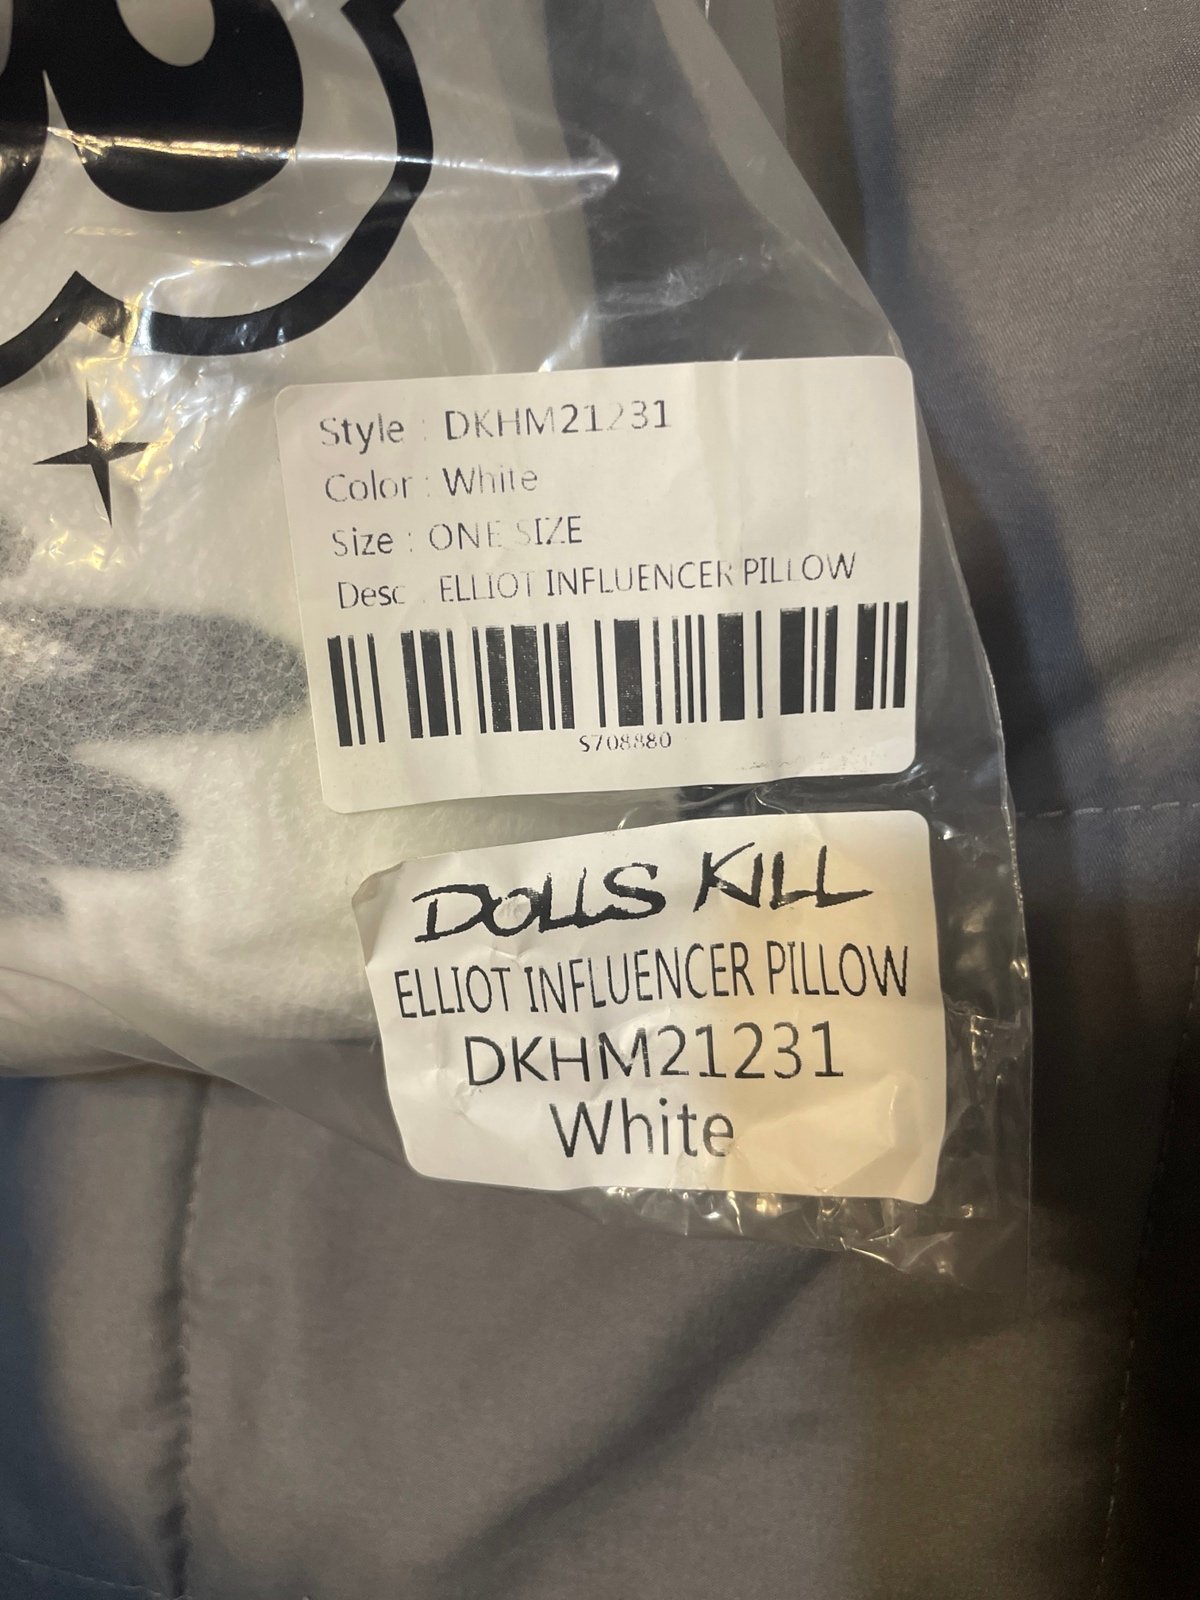 Style : DKHM21231
Color : White
Size : ONE SIZE
Desc : ELLIOT INFLUENCER PILLOW
S708880
DOLLS KILL
ELLIOT INFLUENCER PILLOW
DKHM21231
White